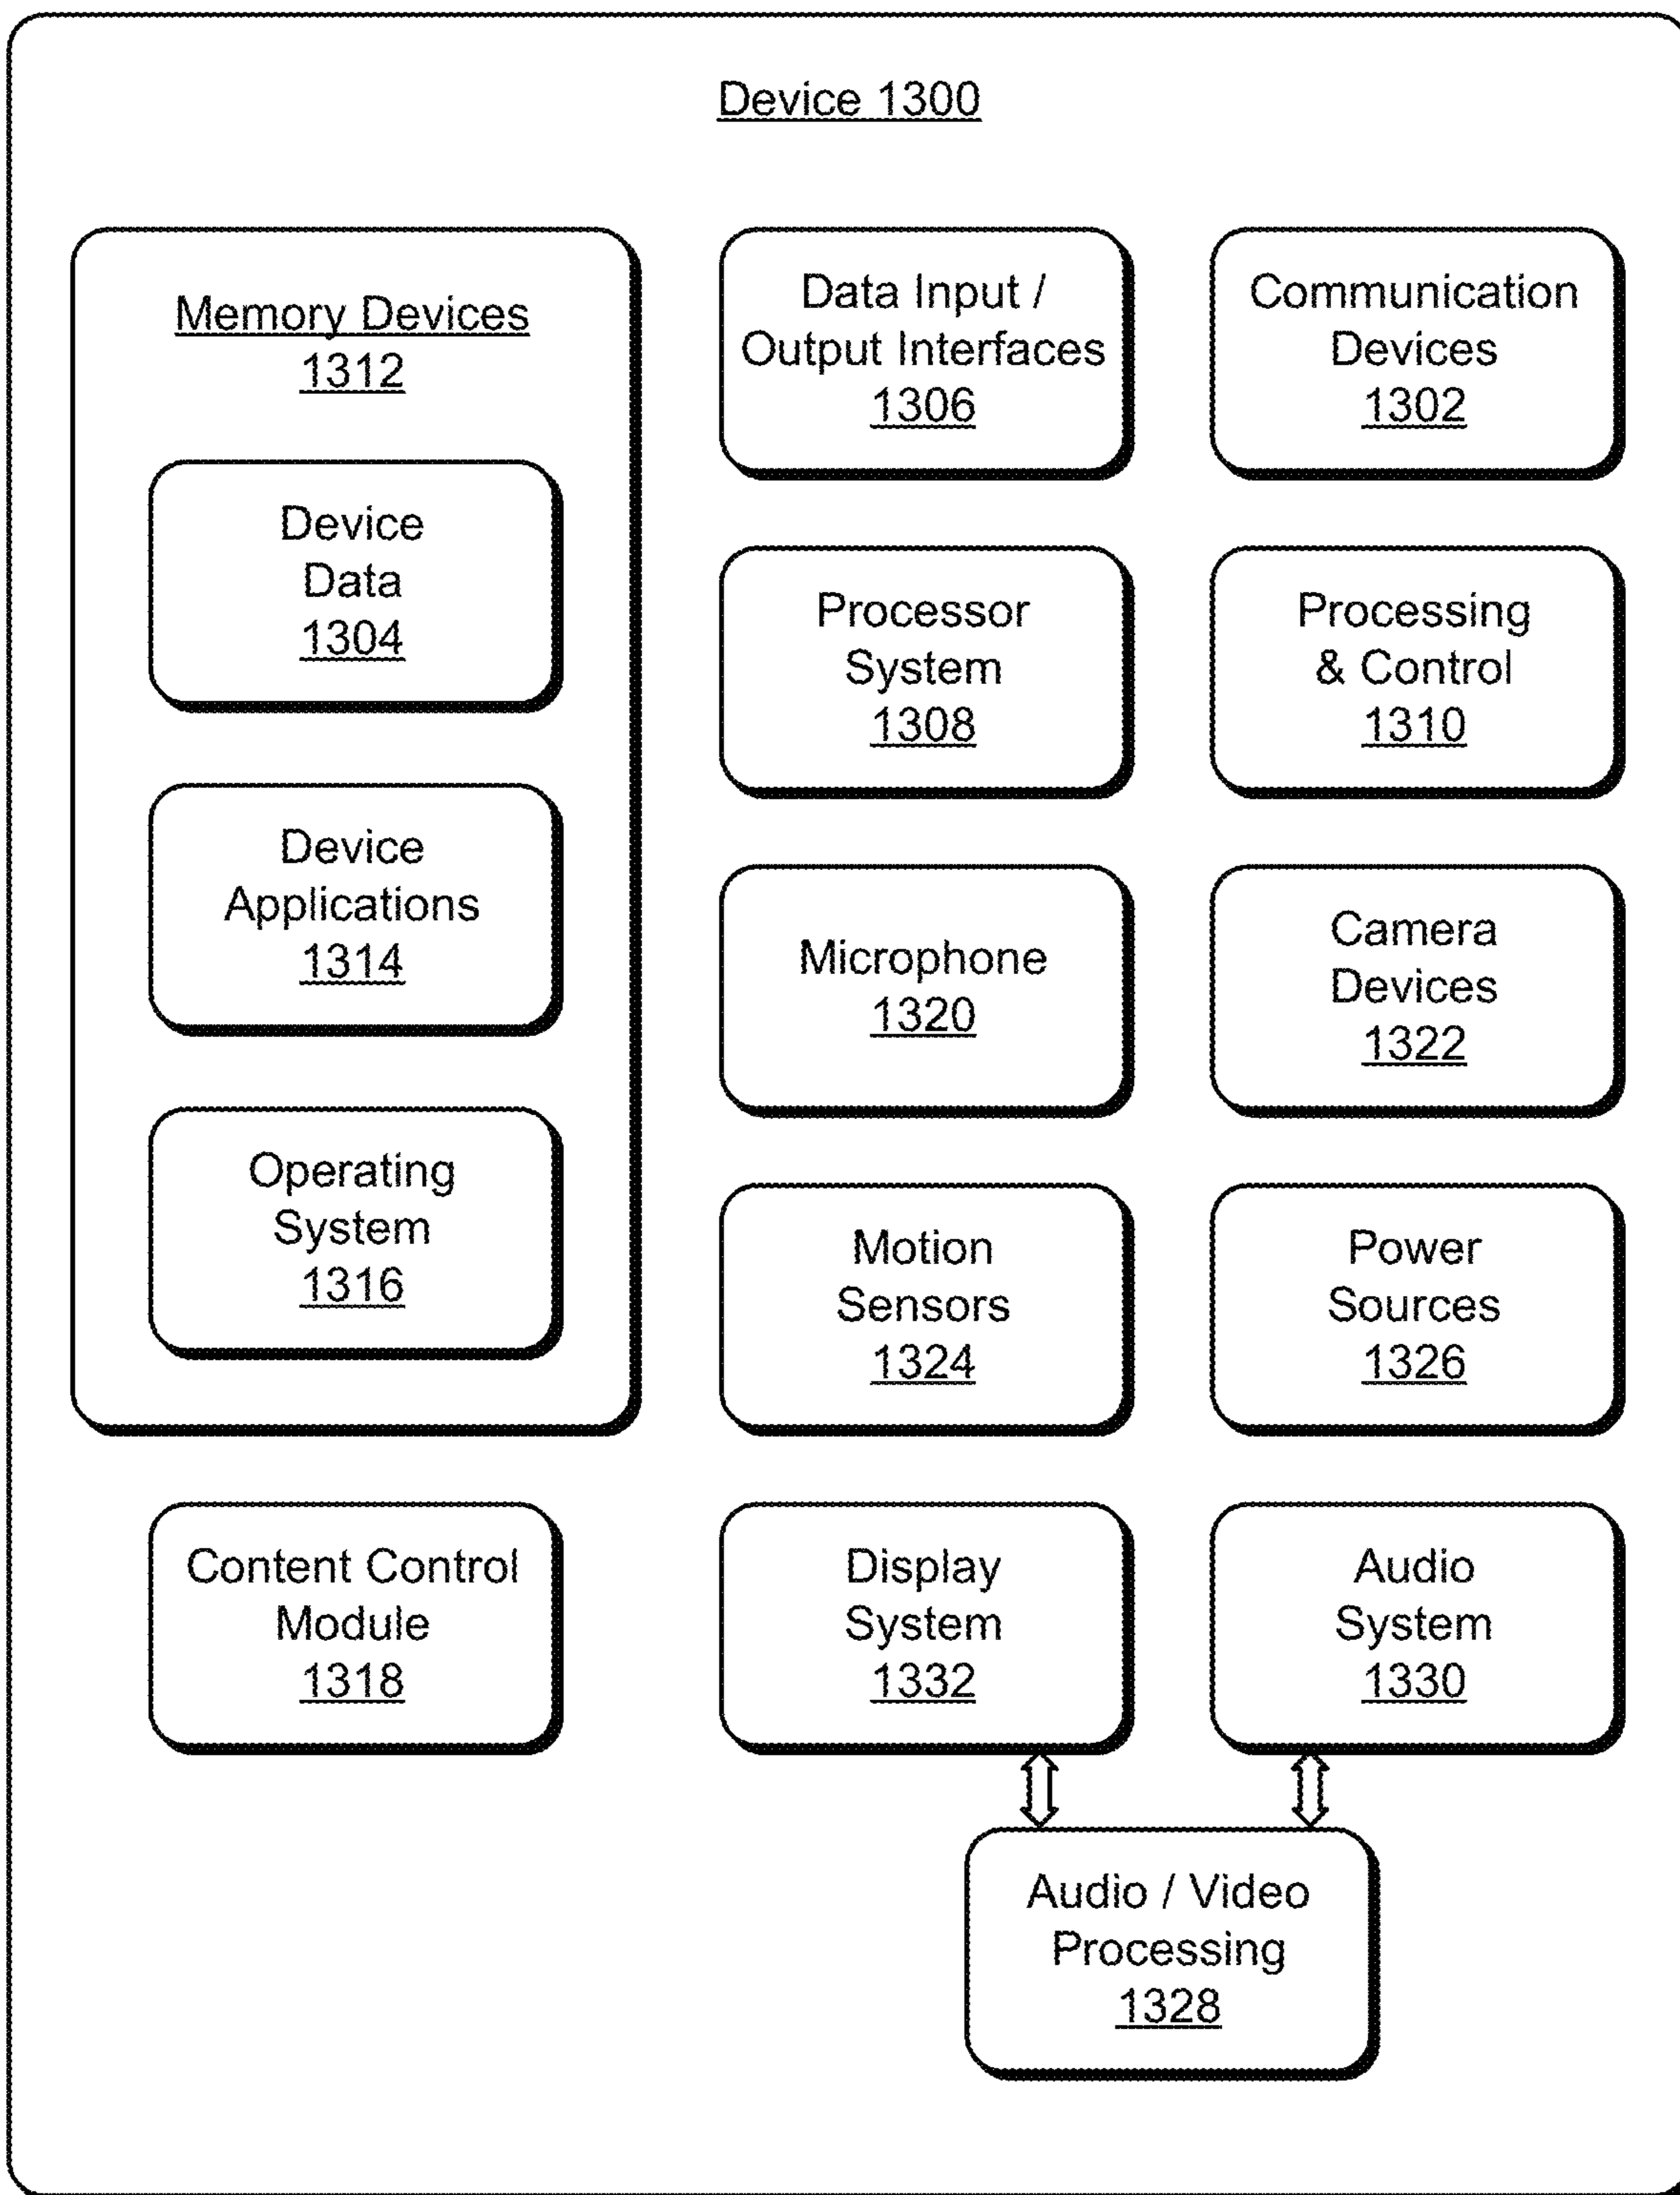 Device 1300
Memory Devices
1312
Device
Data
1304
Device
Applications
1314
Operating
System
1316
Content Control
Module
1318
Data Input /
Output Interfaces
1306
Communication
Devices
1302
Processor
System
1308
Processing
& Control
1310
Microphone
1320
Camera
Devices
1322
Motion
Sensors
1324
Power
Sources
1326
Display
System
1332
Audio
System
1330
Audio / Video
Processing
1328